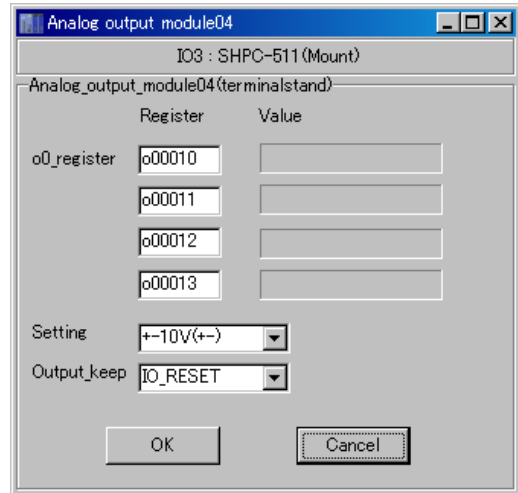 Analog output module04
IO3 : SHPC-511(Mount)
Analog_output_module04(terminalstand)
Register Value
o0_register o00010
o00011
o00012
o00013
Setting +-10V(+-)
Output_keep IO_RESET
OK Cancel